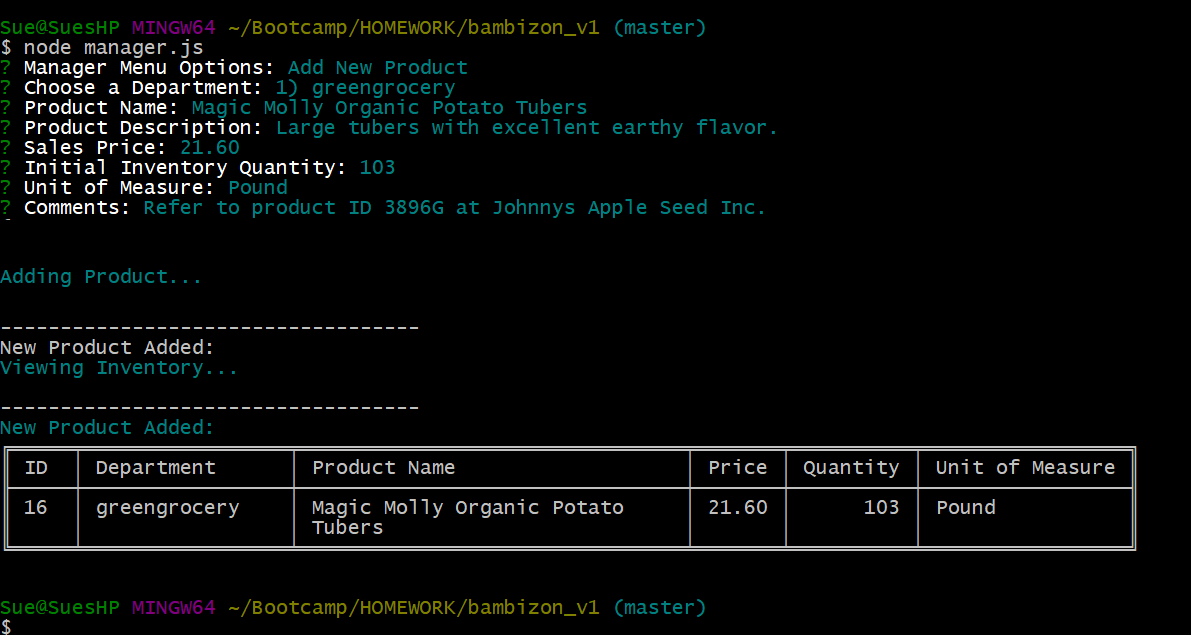 Sue@SuesHP MINGW64 ~/Bootcamp/HOMEWORK/bambizon_v1 (master)
$ node manager.js
? Manager Menu Options: Add New Product
? Choose a Department: 1) greengrocery
? Product Name: Magic Molly Organic Potato Tubers
? Product Description: Large tubers with excellent earthy flavor.
? Sales Price: 21.60
? Initial Inventory Quantity: 103
? Unit of Measure: Pound
? Comments: Refer to product ID 3896G at Johnnys Apple Seed Inc.
Adding Product...
-----------------------------------
New Product Added:
Viewing Inventory...
-----------------------------------
New Product Added:
ID Department Product Name Price Quantity Unit of Measure
16 greengrocery Magic Molly Organic Potato 21.60 103 Pound
Tubers
Sue@SuesHP MINGW64 ~/Bootcamp/HOMEWORK/bambizon_v1 (master)
$